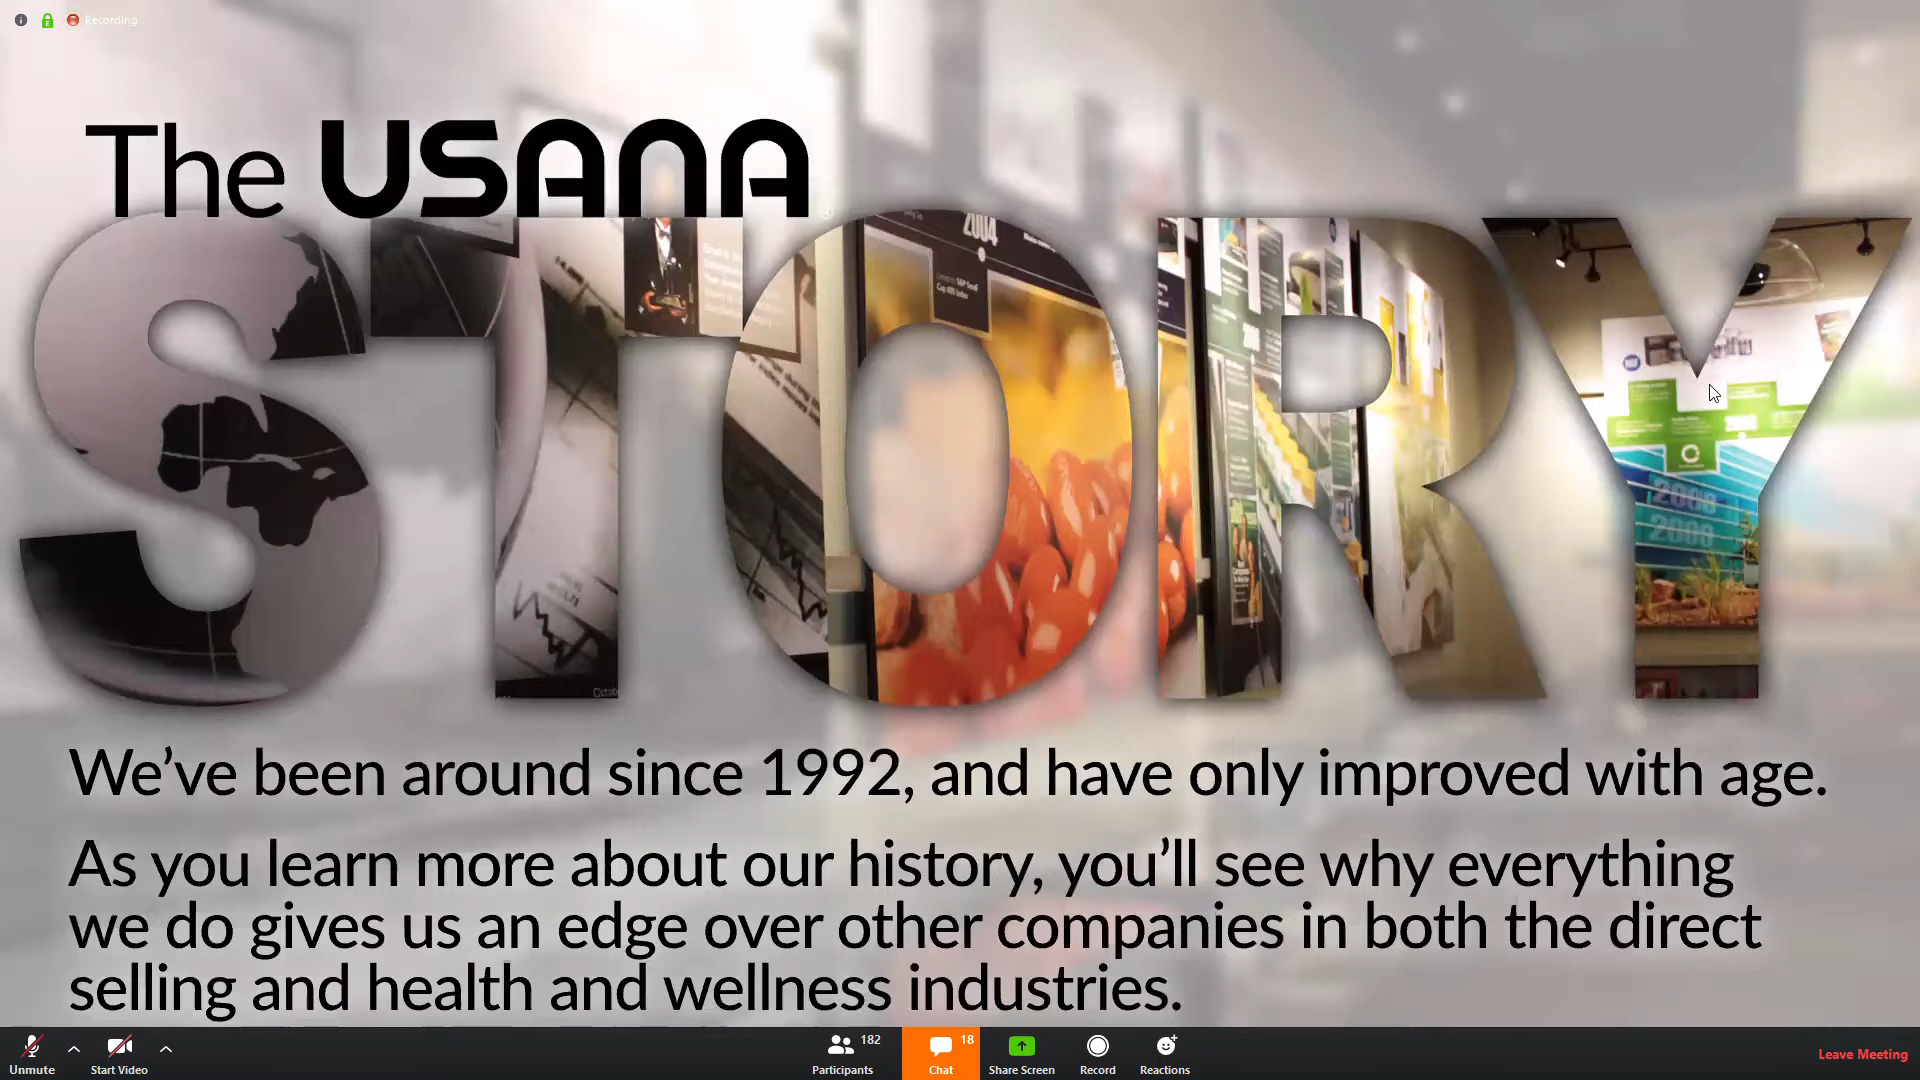 Recording
The USANA
STORY
2004
2008
2009
We've been around since 1992, and have only improved with age.
As you learn more about our history, you'll see why everything
we do gives us an edge over other companies in both the direct
selling and health and wellness industries.
Unmute
Start Video
Participants 182
Chat 18
Share Screen
Record
Reactions
Leave Meeting